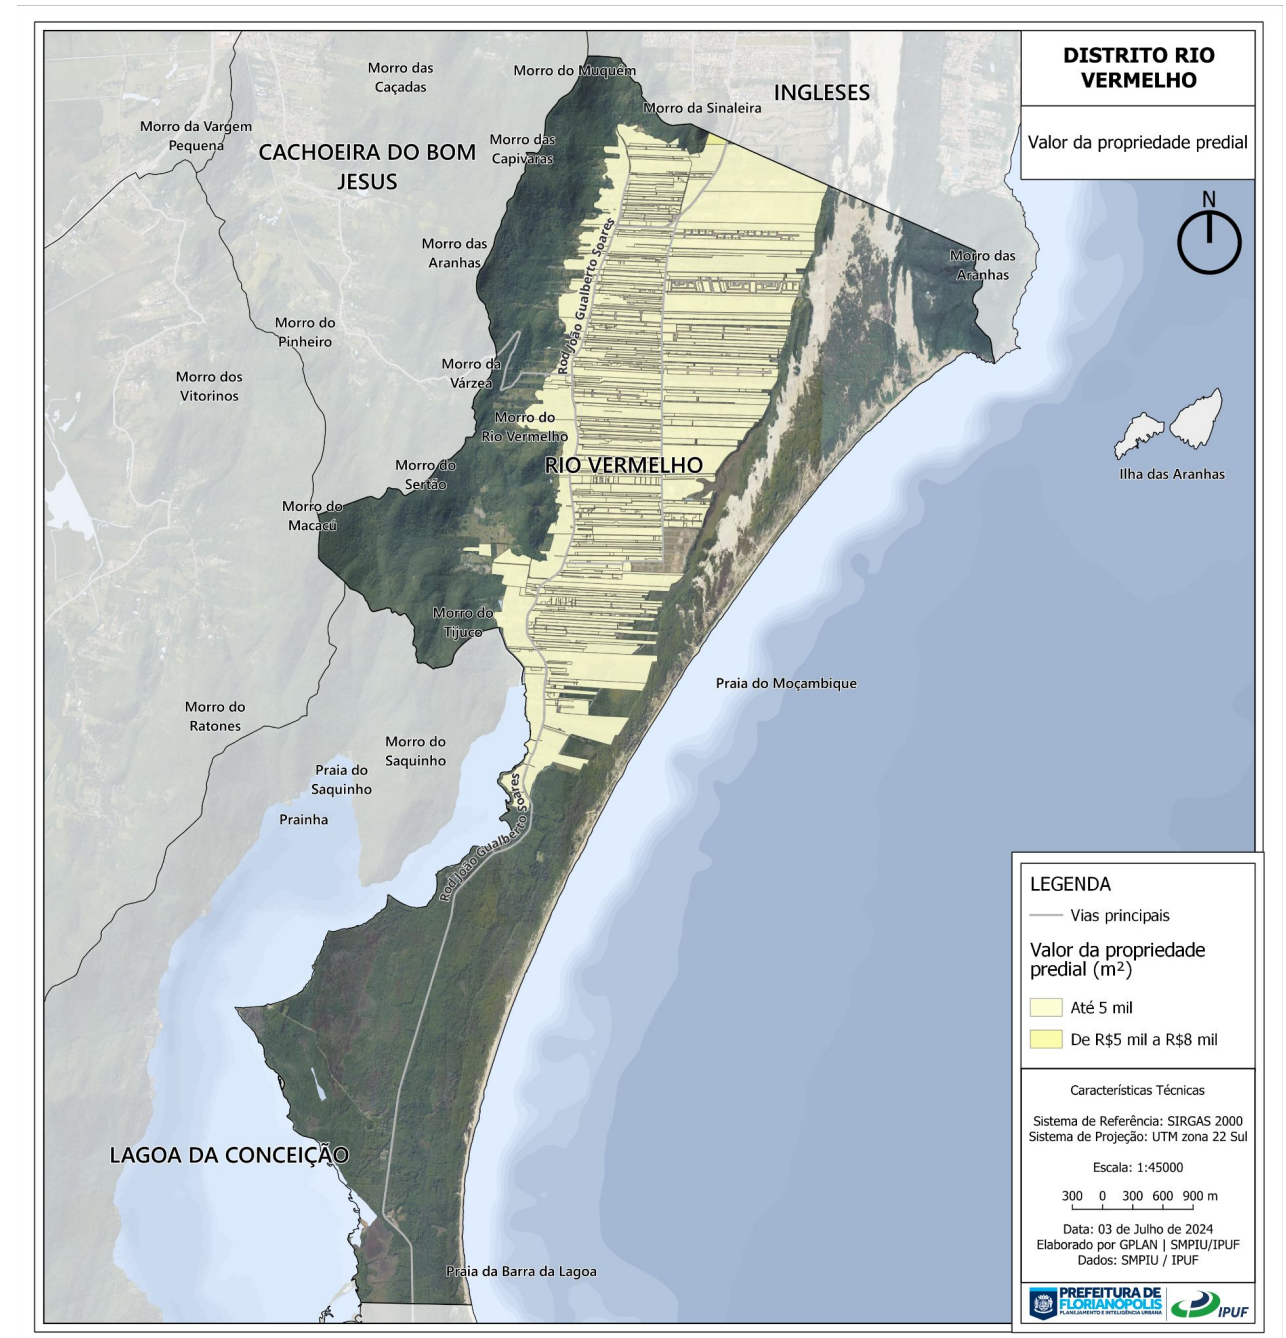 DISTRITO RIO
VERMELHO
Valor da propriedade predial
N
Morro das
Caçadas
Morro do Muquém
INGLESES
Morro da Sinaleira
Morro da Vargem
Pequena
CACHOEIRA DO BOM
JESUS
Morro das
Capivaras
Morro das
Aranhas
Rod João Gualberto Soares
Morro das
Aranhas
Morro do
Pinheiro
Morro da
Várzea
Morro dos
Vitorinos
Morro do
Rio Vermelho
RIO VERMELHO
Morro do
Sertão
Ilha das Aranhas
Morro do
Macacú
Morro do
Tijuco
Praia do Moçambique
Morro do
Ratones
Morro do
Saquinho
Praia do
Saquinho
Prainha
Rod João Gualberto Soares
LAGOA DA CONCEIÇÃO
Praia da Barra da Lagoa
LEGENDA
Vias principais
Valor da propriedade
predial (m²)
Até 5 mil
De R$5 mil a R$8 mil
Características Técnicas
Sistema de Referência: SIRGAS 2000
Sistema de Projeção: UTM zona 22 Sul
Escala: 1:45000
300 0 300 600 900 m
Data: 03 de Julho de 2024
Elaborado por GPLAN | SMPIU/IPUF
Dados: SMPIU / IPUF
PREFEITURA DE
FLORIANÓPOLIS
PLANEJAMENTO E INTELIGÊNCIA URBANA
IPUF